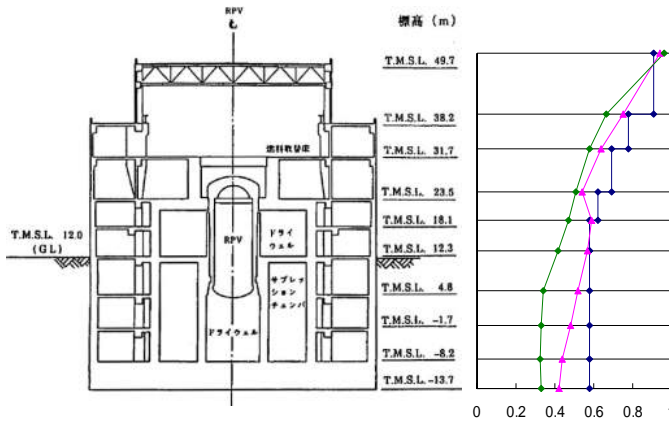 RPV
標高 (m)
T.M.S.L. 49.7
T.M.S.L. 38.2
燃料取替床
T.M.S.L. 31.7
T.M.S.L. 23.5
T.M.S.L. 18.1
T.M.S.L. 12.0
(GL)
RPV
ドライ
ウェル
T.M.S.L. 12.3
サプレッ
ション
チェンバ
T.M.S.L. 4.8
T.M.S.L. -1.7
ドライウェル
T.M.S.L. -8.2
T.M.S.L. -13.7
0 0.2 0.4 0.6 0.8 1